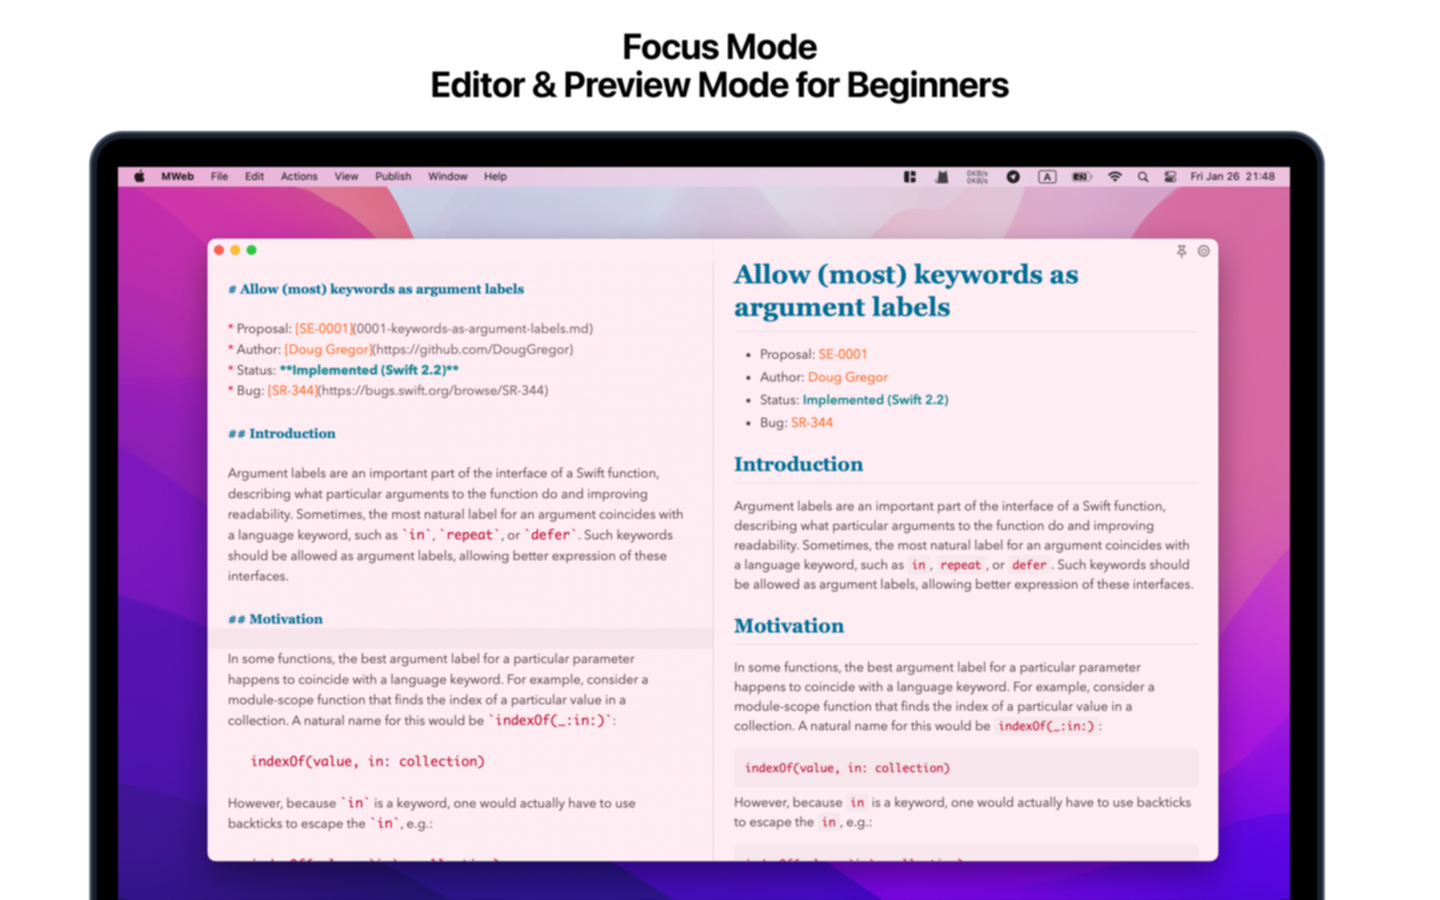 Focus Mode
Editor & Preview Mode for Beginners
MWeb File Edit Actions View Publish Window Help 0KB/s 0KB/s A Fri Jan 26 21:48
# Allow (most) keywords as argument labels
* Proposal: [SE-0001](0001-keywords-as-argument-labels.md)
* Author: [Doug Gregor](https://github.com/DougGregor)
* Status: **Implemented (Swift 2.2)**
* Bug: [SR-344](https://bugs.swift.org/browse/SR-344)
## Introduction
Argument labels are an important part of the interface of a Swift function,
describing what particular arguments to the function do and improving
readability. Sometimes, the most natural label for an argument coincides with
a language keyword, such as `in`, `repeat`, or `defer`. Such keywords
should be allowed as argument labels, allowing better expression of these
interfaces.
## Motivation
In some functions, the best argument label for a particular parameter
happens to coincide with a language keyword. For example, consider a
module-scope function that finds the index of a particular value in a
collection. A natural name for this would be `indexOf(_:in:)`:
indexOf(value, in: collection)
However, because `in` is a keyword, one would actually have to use
backticks to escape the `in`, e.g.:
Allow (most) keywords as
argument labels
• Proposal: SE-0001
• Author: Doug Gregor
• Status: Implemented (Swift 2.2)
• Bug: SR-344
Introduction
Argument labels are an important part of the interface of a Swift function,
describing what particular arguments to the function do and improving
readability. Sometimes, the most natural label for an argument coincides with
a language keyword, such as in, repeat, or defer. Such keywords should
be allowed as argument labels, allowing better expression of these interfaces.
Motivation
In some functions, the best argument label for a particular parameter
happens to coincide with a language keyword. For example, consider a
module-scope function that finds the index of a particular value in a
collection. A natural name for this would be indexOf(_:in:):
indexOf(value, in: collection)
However, because in is a keyword, one would actually have to use backticks
to escape the in, e.g.: